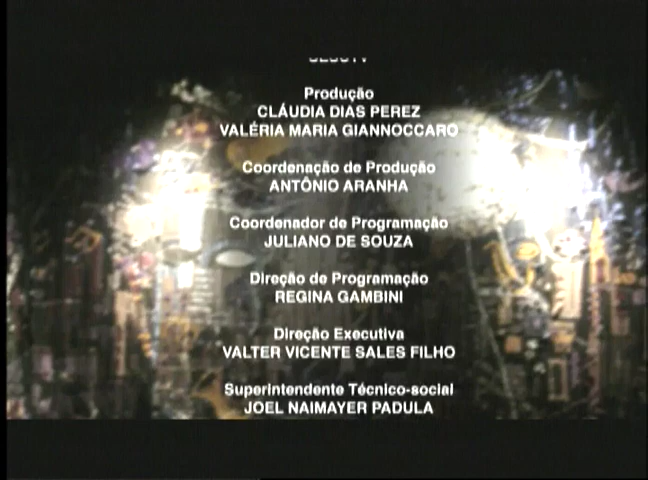 Produção
CLÁUDIA DIAS PEREZ
VALÉRIA MARIA GIANNOCCARO
Coordenação de Produção
ANTÔNIO ARANHA
Coordenador de Programação
JULIANO DE SOUZA
Direção de Programação
REGINA GAMBINI
Direção Executiva
VALTER VICENTE SALES FILHO
Superintendente Técnico-social
JOEL NAIMAYER PADULA